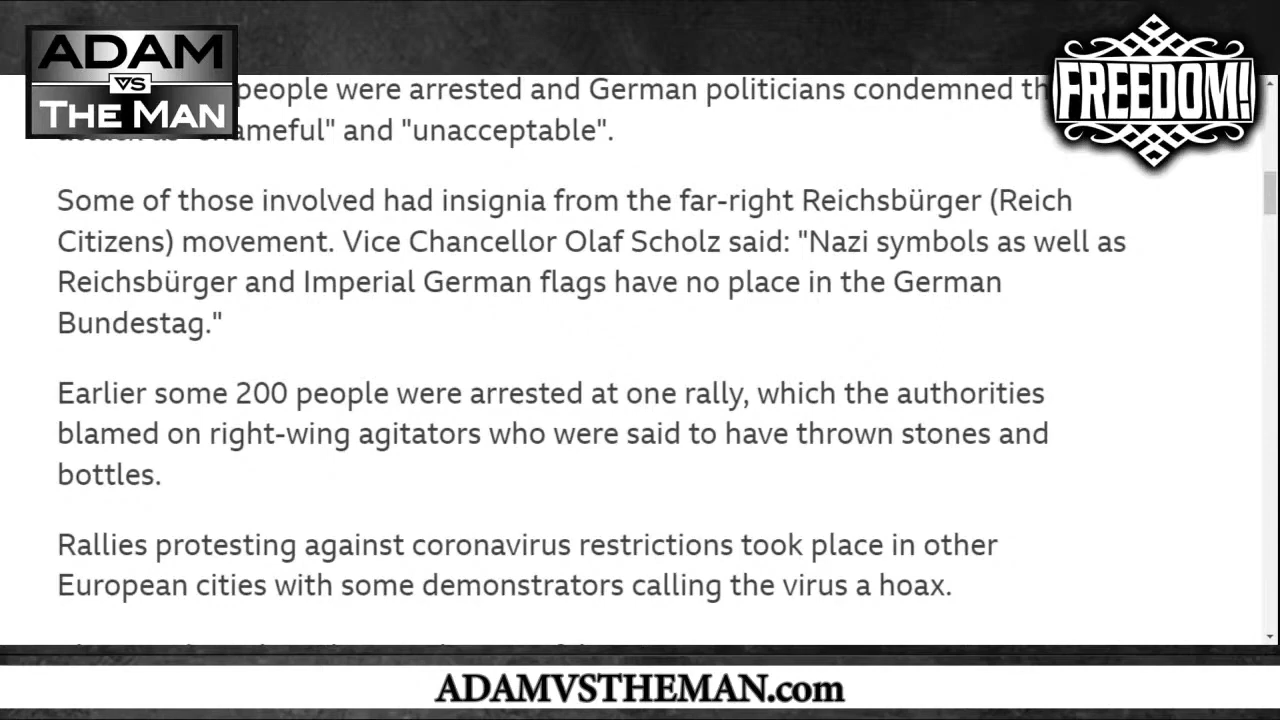 ADAM
VS
THE MAN
FREEDOM!
people were arrested and German politicians condemned
and "unacceptable".
Some of those involved had insignia from the far-right Reichsbürger (Reich
Citizens) movement. Vice Chancellor Olaf Scholz said: "Nazi symbols as well as
Reichsbürger and Imperial German flags have no place in the German
Bundestag."
Earlier some 200 people were arrested at one rally, which the authorities
blamed on right-wing agitators who were said to have thrown stones and
bottles.
Rallies protesting against coronavirus restrictions took place in other
European cities with some demonstrators calling the virus a hoax.
ADAMVSTHEMAN.com